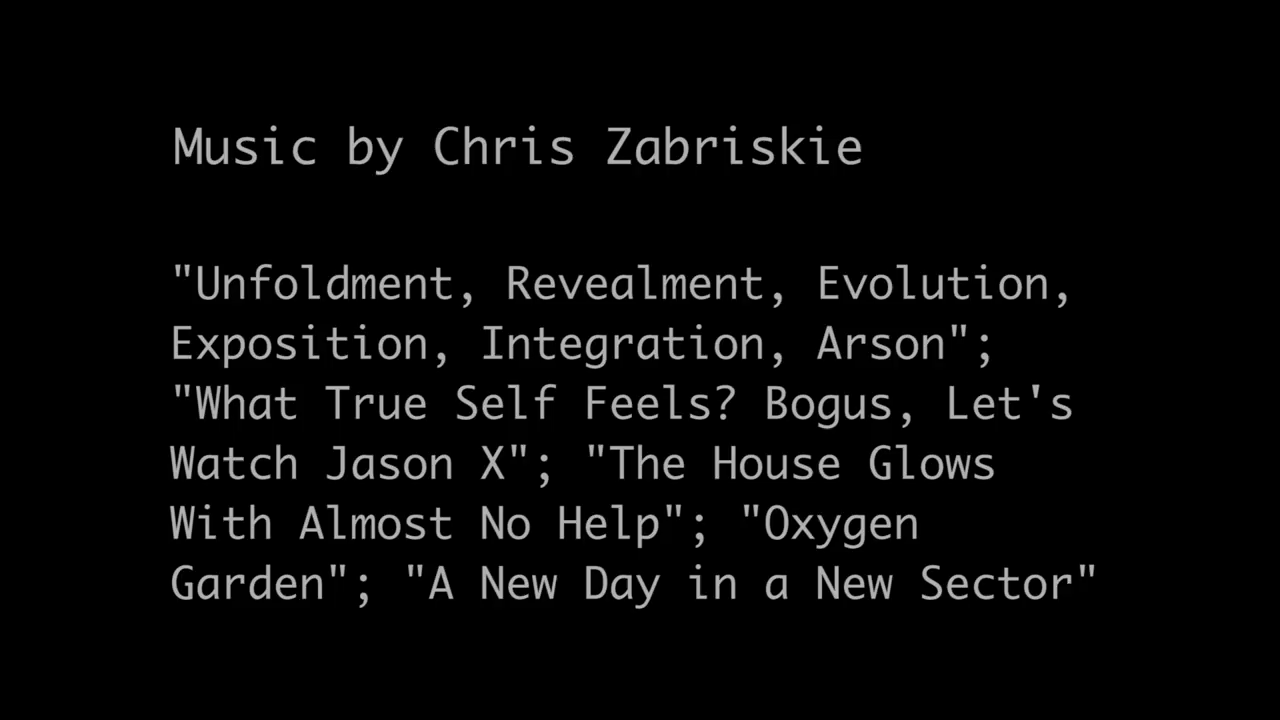 Music by Chris Zabriskie
"Unfoldment, Revealment, Evolution,
Exposition, Integration, Arson";
"What True Self Feels? Bogus, Let's
Watch Jason X"; "The House Glows
With Almost No Help"; "Oxygen
Garden"; "A New Day in a New Sector"